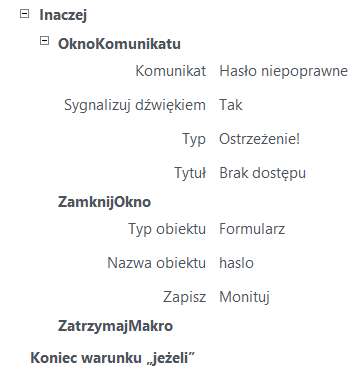 Inaczej
OknoKomunikatu
Komunikat Hasło niepoprawne
Sygnalizuj dźwiękiem Tak
Typ Ostrzeżenie!
Tytuł Brak dostępu
ZamknijOkno
Typ obiektu Formularz
Nazwa obiektu haslo
Zapisz Monituj
ZatrzymajMakro
Koniec warunku „jeżeli”